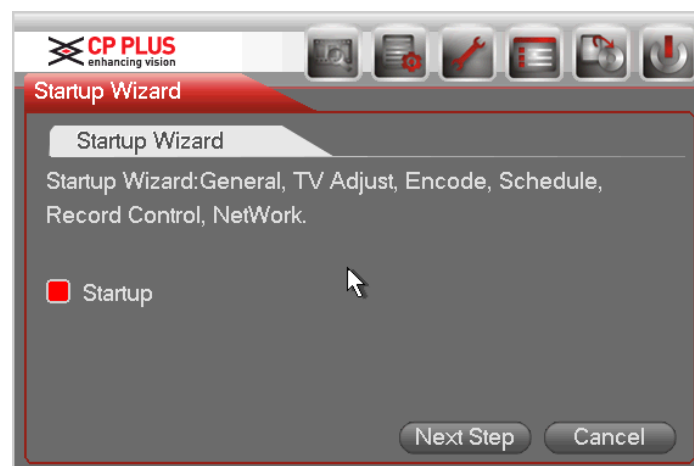 CP PLUS
enhancing vision
Startup Wizard
Startup Wizard
Startup Wizard:General, TV Adjust, Encode, Schedule,
Record Control, NetWork.
Startup
Next Step Cancel